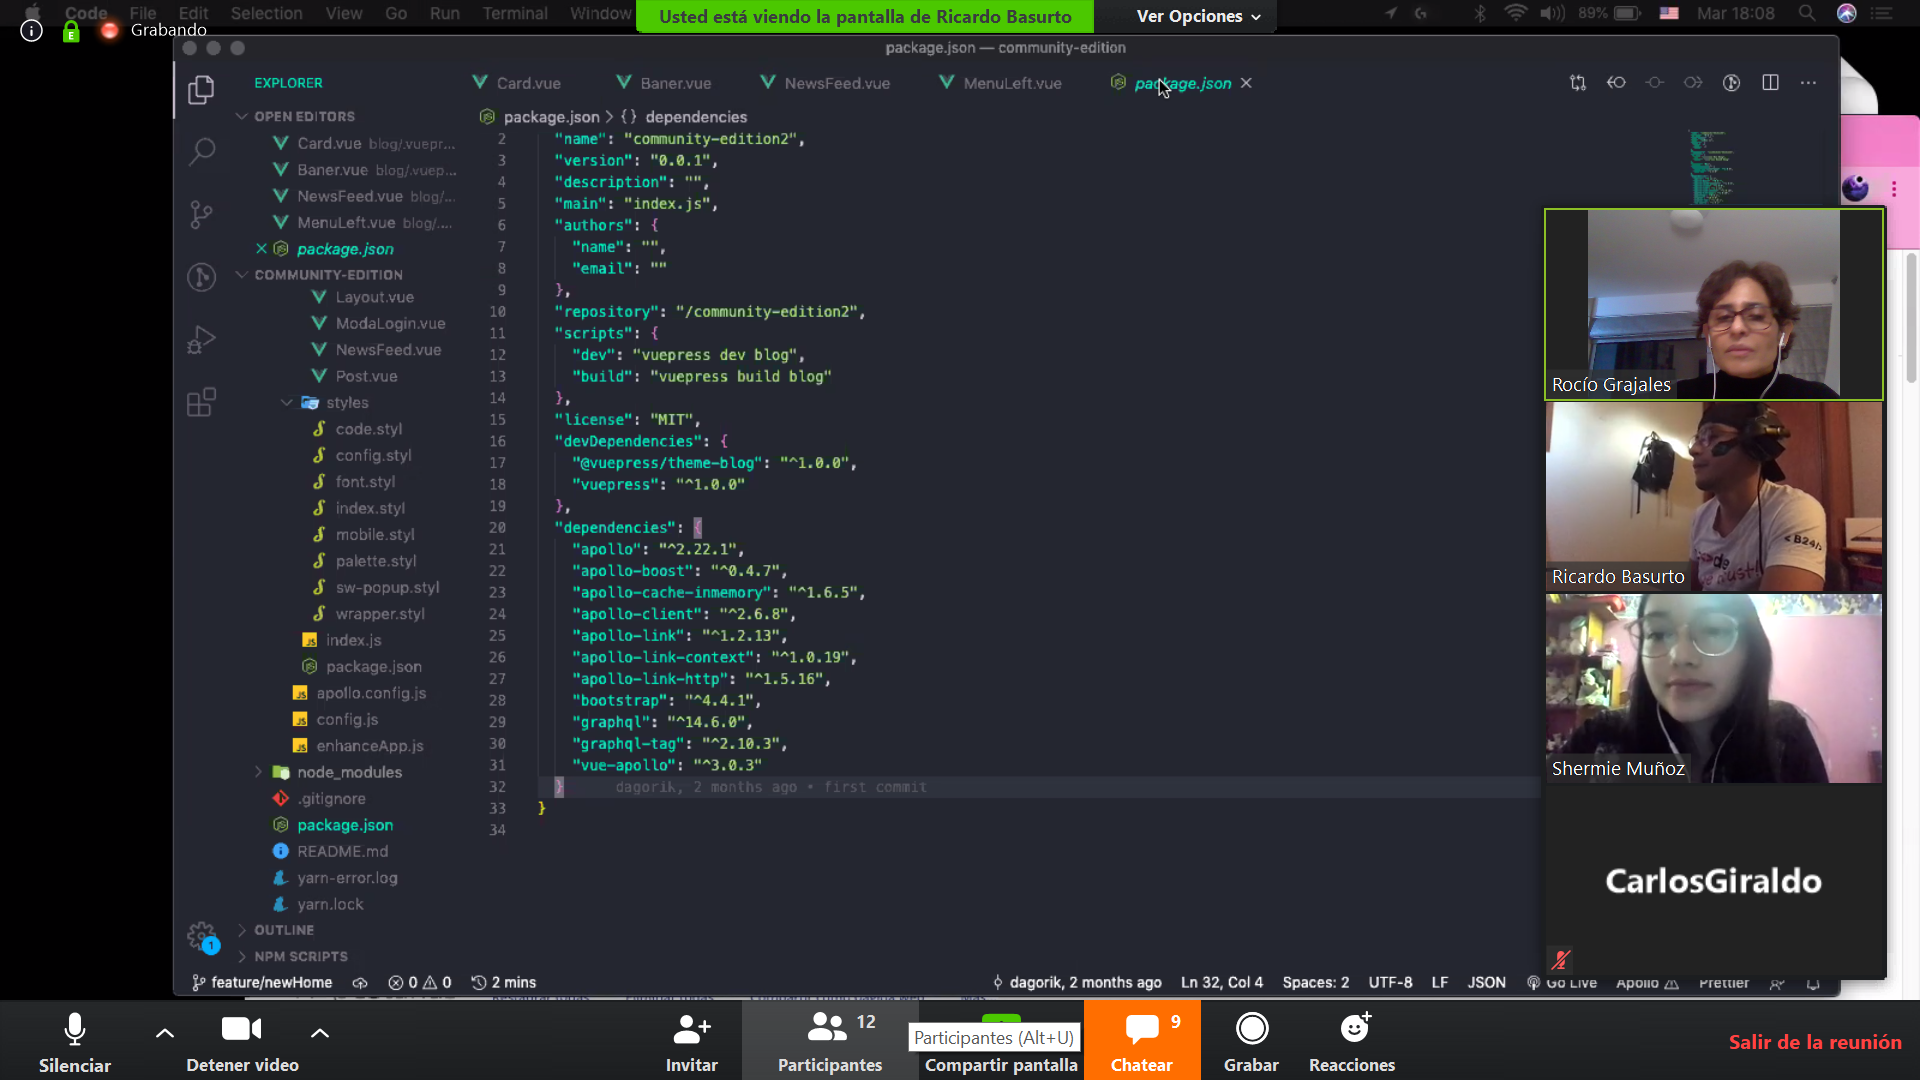 Code File Edit Selection View Go Run Terminal Window
Usted está viendo la pantalla de Ricardo Basurto
Ver Opciones
89%
Mar 18:08
Grabando
package.json — community-edition
EXPLORER
Card.vue
Baner.vue
NewsFeed.vue
MenuLeft.vue
package.json
OPEN EDITORS
Card.vue blog/.vuepr...
Baner.vue blog/.vuep...
NewsFeed.vue blog/...
MenuLeft.vue blog/....
package.json
COMMUNITY-EDITION
Layout.vue
ModaLogin.vue
NewsFeed.vue
Post.vue
styles
code.styl
config.styl
font.styl
index.styl
mobile.styl
palette.styl
sw-popup.styl
wrapper.styl
index.js
package.json
apollo.config.js
config.js
enhanceApp.js
node_modules
.gitignore
package.json
README.md
yarn-error.log
yarn.lock
OUTLINE
NPM SCRIPTS
package.json > {} dependencies
2 "name": "community-edition2",
3 "version": "0.0.1",
4 "description": "",
5 "main": "index.js",
6 "authors": {
7 "name": "",
8 "email": ""
9 },
10 "repository": "/community-edition2",
11 "scripts": {
12 "dev": "vuepress dev blog",
13 "build": "vuepress build blog"
14 },
15 "license": "MIT",
16 "devDependencies": {
17 "@vuepress/theme-blog": "^1.0.0",
18 "vuepress": "^1.0.0"
19 },
20 "dependencies": {
21 "apollo": "^2.22.1",
22 "apollo-boost": "^0.4.7",
23 "apollo-cache-inmemory": "^1.6.5",
24 "apollo-client": "^2.6.8",
25 "apollo-link": "^1.2.13",
26 "apollo-link-context": "^1.0.19",
27 "apollo-link-http": "^1.5.16",
28 "bootstrap": "^4.4.1",
29 "graphql": "^14.6.0",
30 "graphql-tag": "^2.10.3",
31 "vue-apollo": "^3.0.3"
32 } dagorik, 2 months ago • first commit
33 }
34
Rocío Grajales
<B24/>
Ricardo Basurto
Shermie Muñoz
CarlosGiraldo
1
feature/newHome
0 0
2 mins
dagorik, 2 months ago
Ln 32, Col 4
Spaces: 2
UTF-8
LF
JSON
Go Live
Apollo
Prettier
Silenciar
Detener video
Invitar
12
Participantes
Participantes (Alt+U)
Compartir pantalla
9
Chatear
Grabar
Reacciones
Salir de la reunión